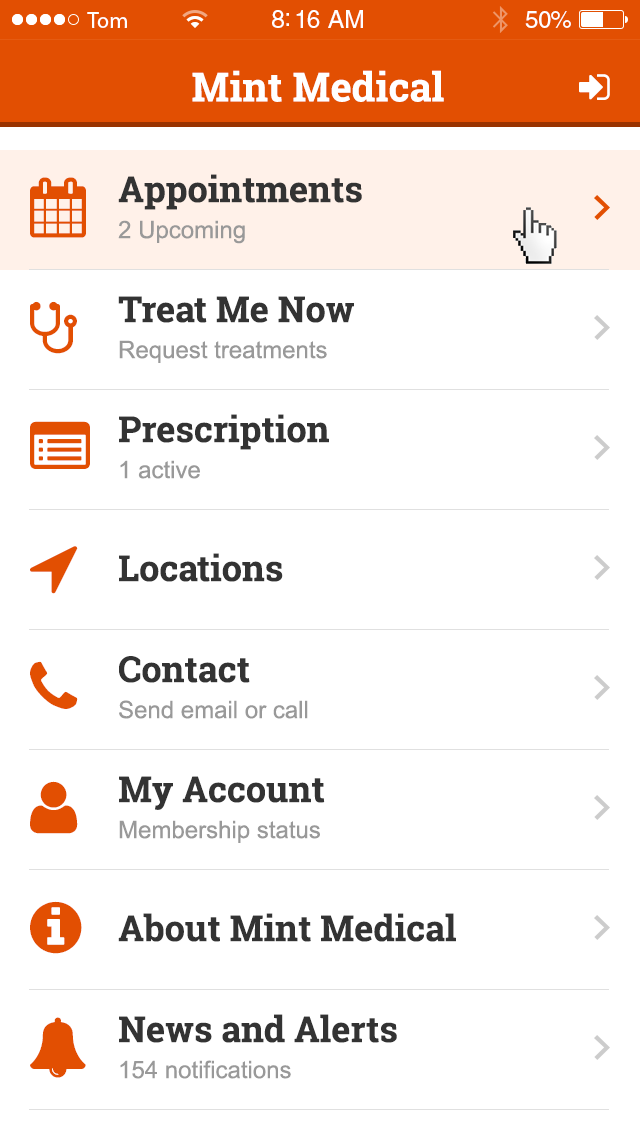 Tom 8:16 AM 50%
Mint Medical
Appointments
2 Upcoming
Treat Me Now
Request treatments
Prescription
1 active
Locations
Contact
Send email or call
My Account
Membership status
About Mint Medical
News and Alerts
154 notifications